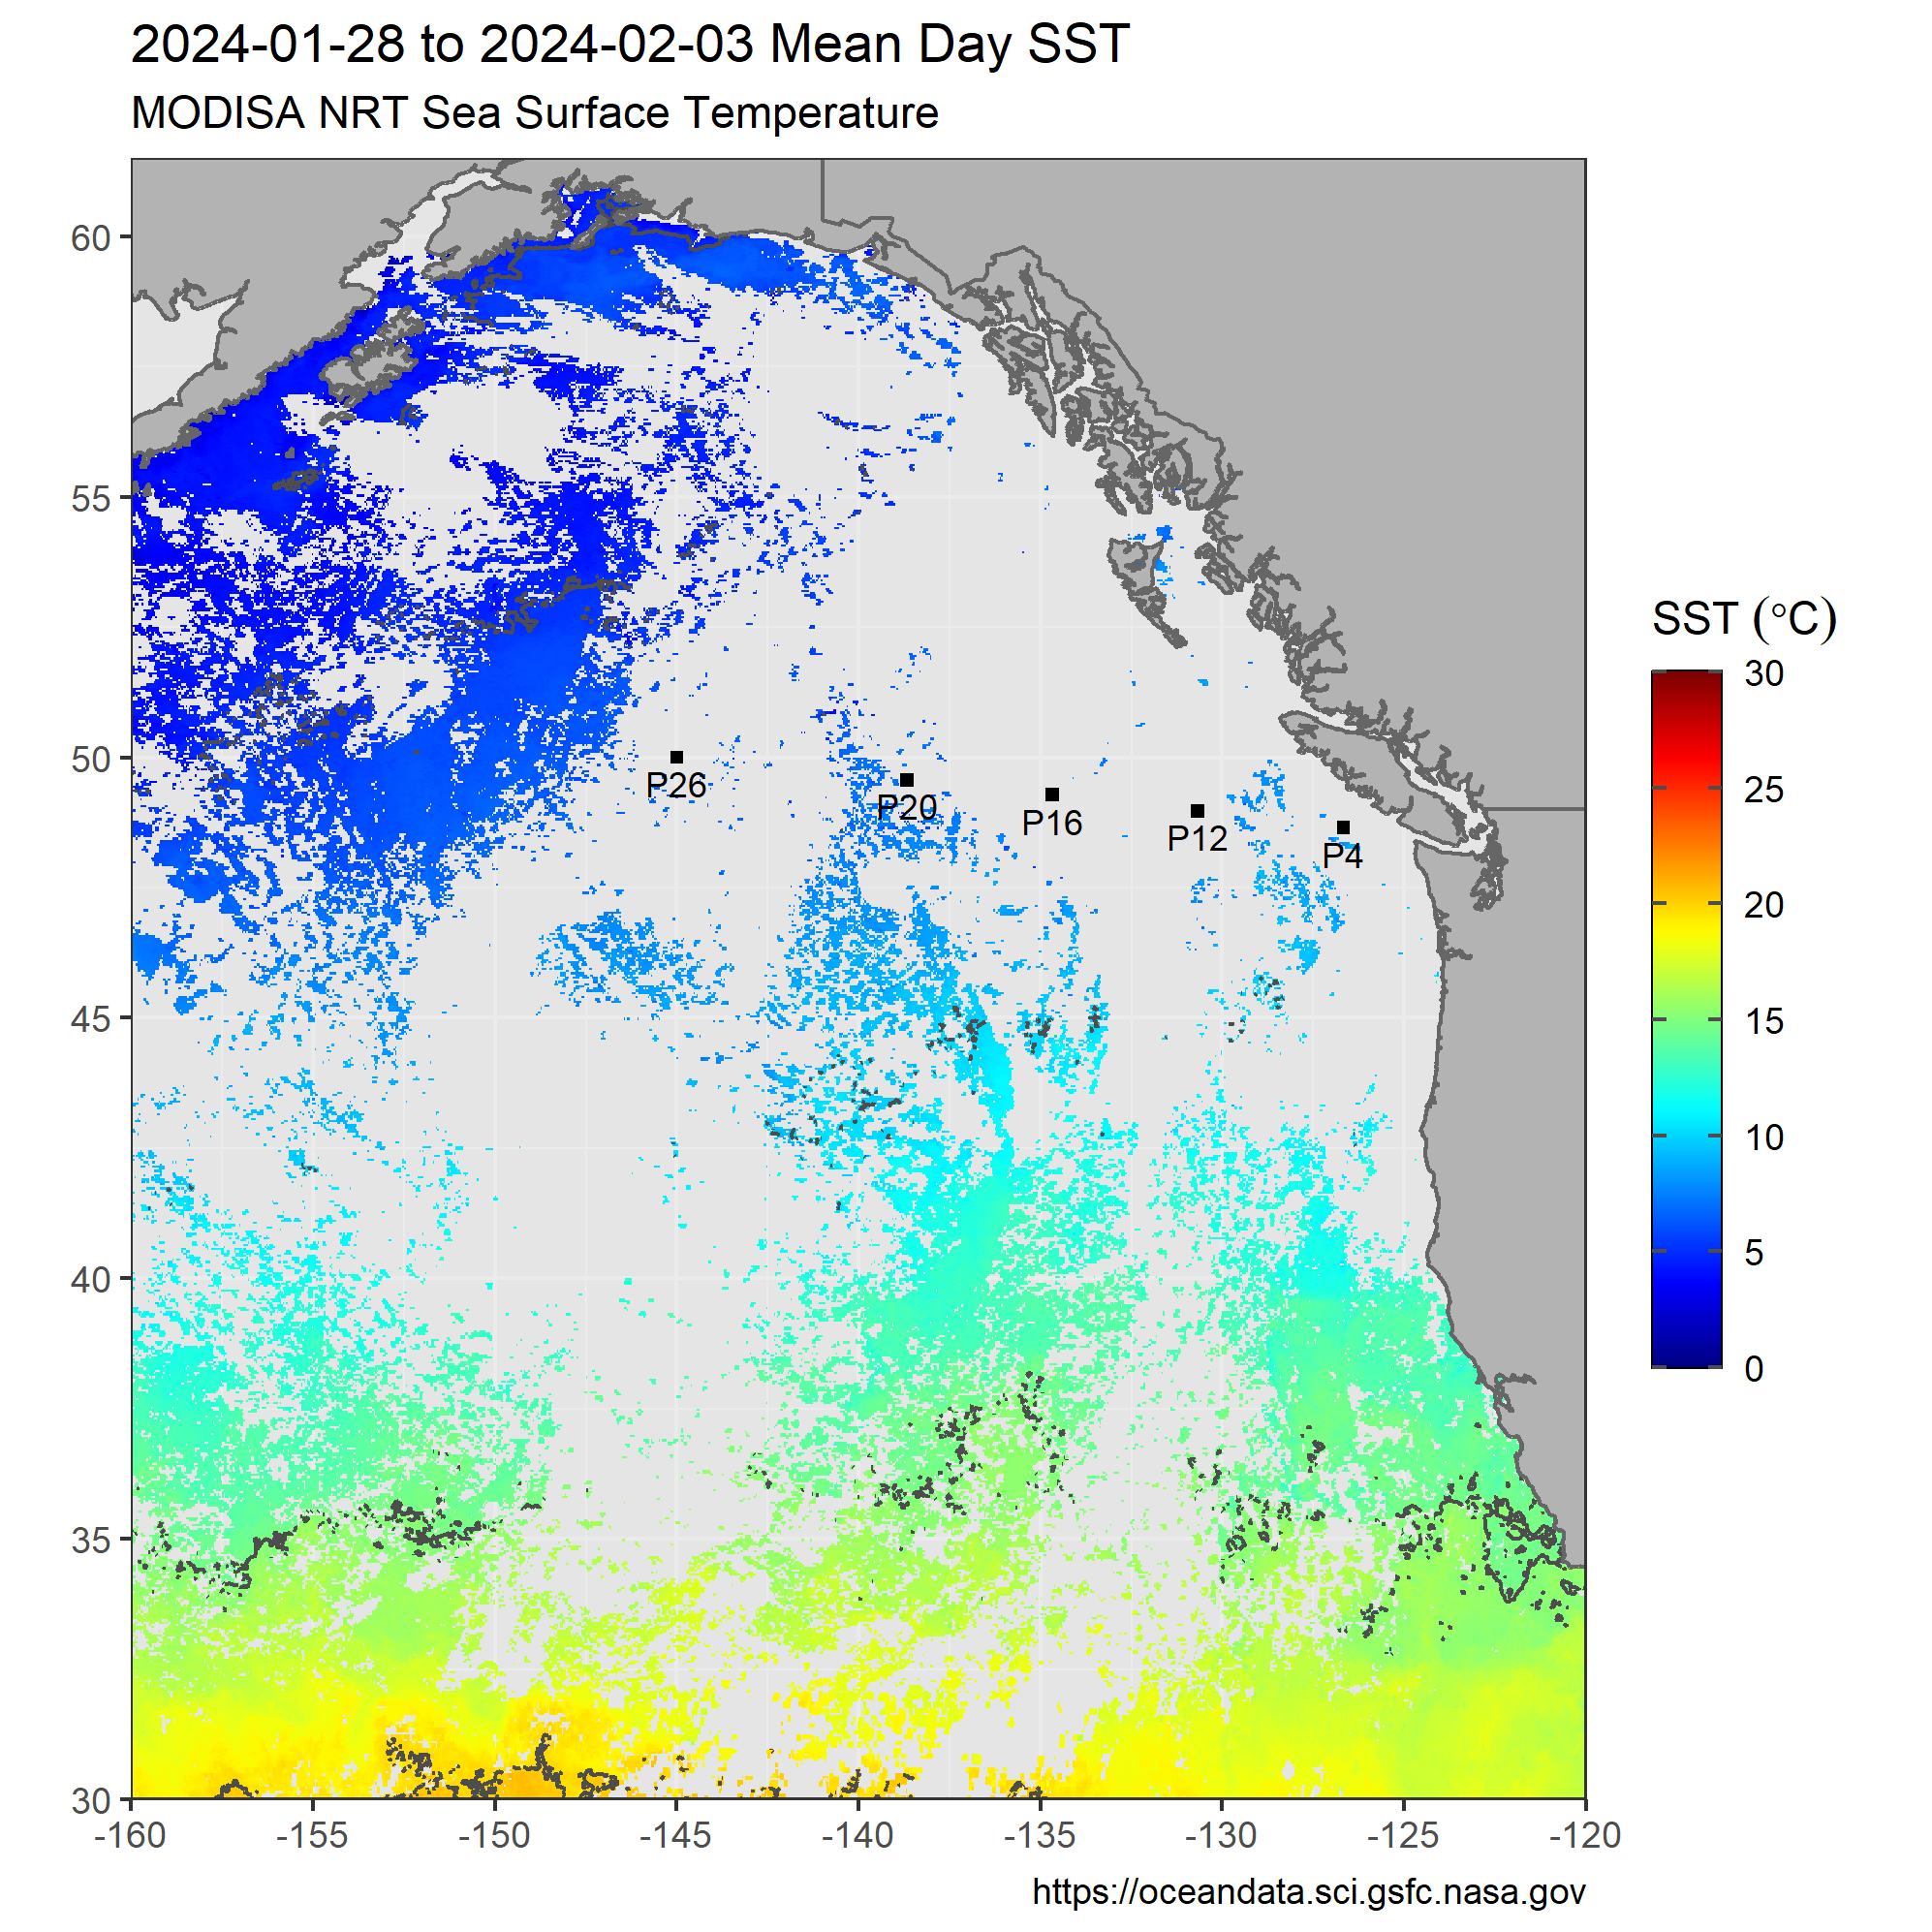 2024-01-28 to 2024-02-03 Mean Day SST
MODISA NRT Sea Surface Temperature
60
55
50
45
40
35
30
P26
P20
P16
P12
P4
-160
-155
-150
-145
-140
-135
-130
-125
-120
SST (°C)
30
25
20
15
10
5
0
https://oceandata.sci.gsfc.nasa.gov